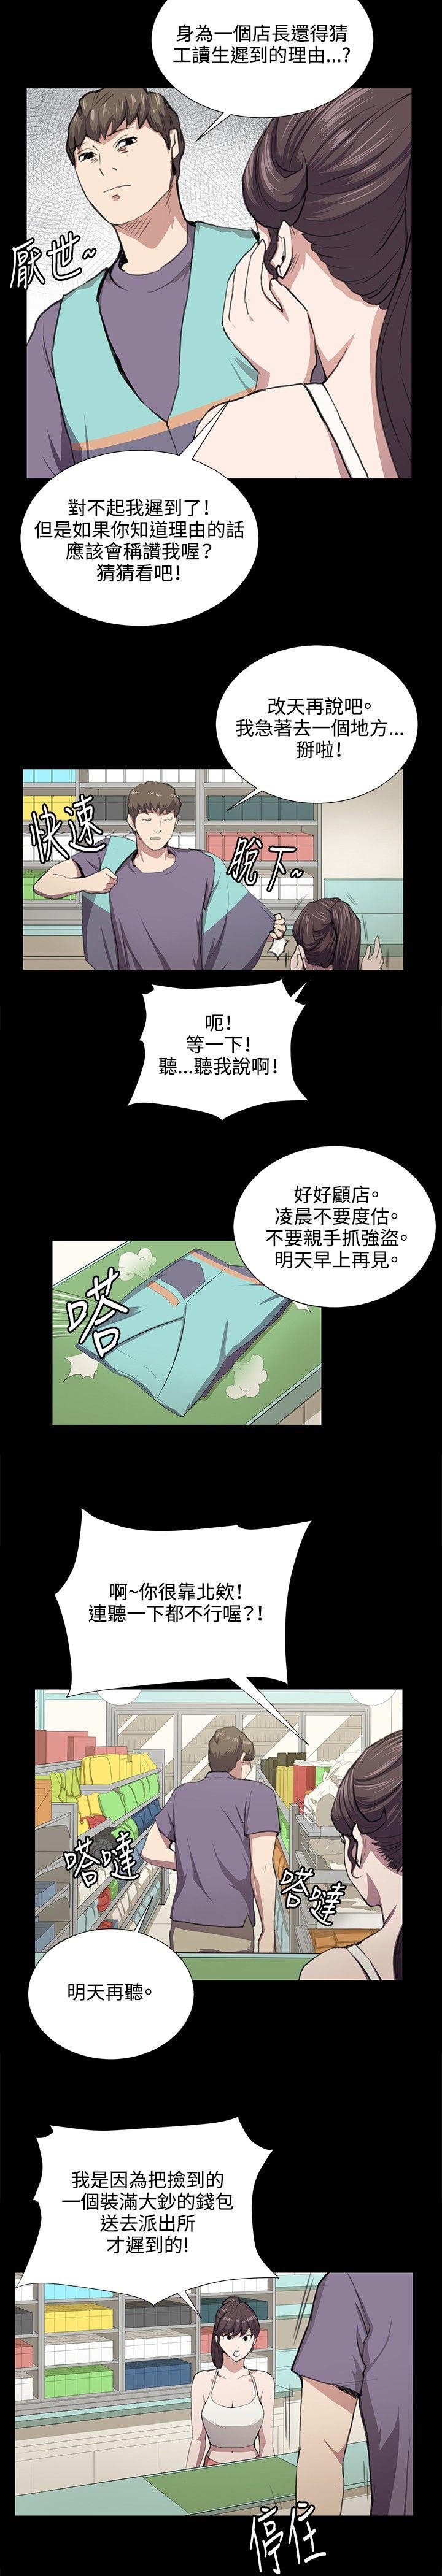 身為一個店長還得猜
工讀生遲到的理由...?
厭世~
對不起我遲到了!
但是如果你知道理由的話
應該會稱讚我喔?
猜猜看吧!
改天再說吧。
我急著去一個地方...
掰啦!
快速
脫下~
呃!
等一下!
聽...聽我說啊!
好好顧店。
凌晨不要度估。
不要親手抓強盜。
明天早上再見。
嗒
啊~你很靠北欸!
連聽一下都不行喔?!
嗒噠
嗒噠
明天再聽。
我是因為把撿到的
一個裝滿大鈔的錢包
送去派出所
才遲到的!
停住